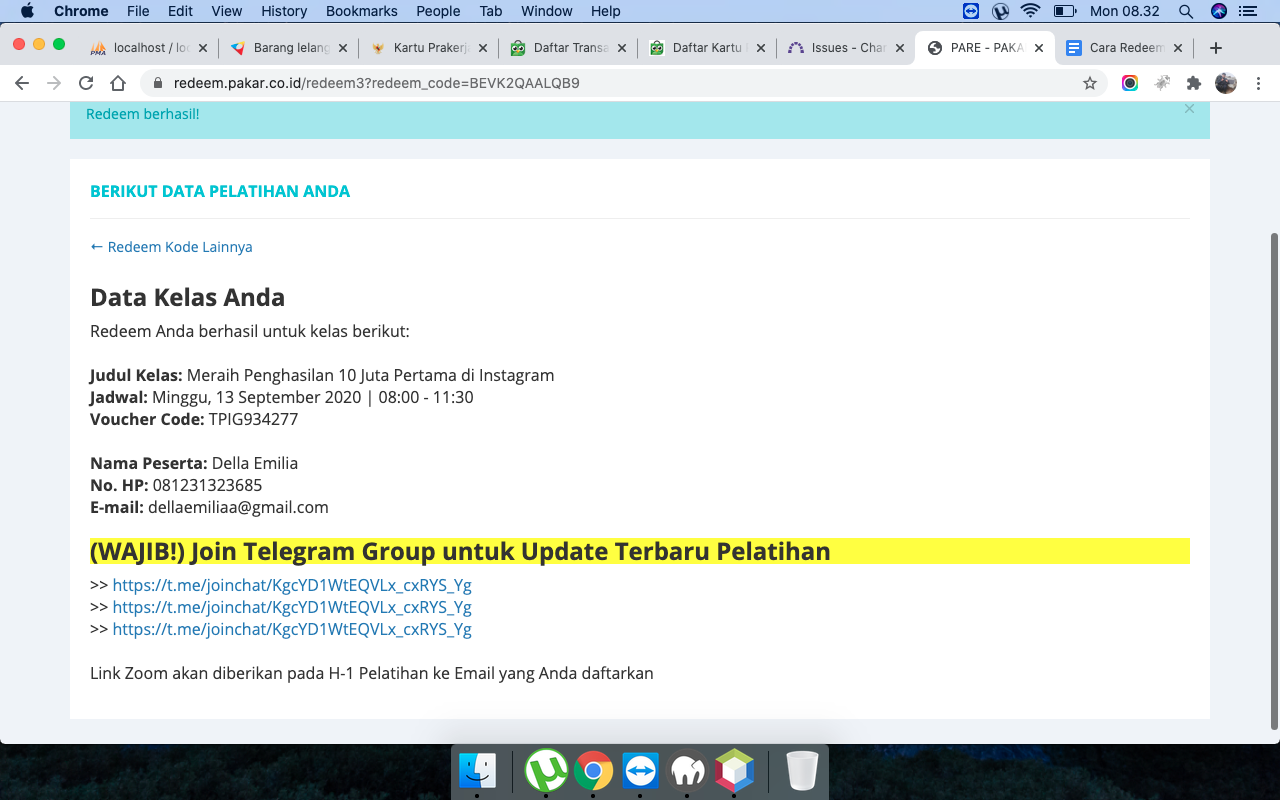 Chrome File Edit View History Bookmarks People Tab Window Help Mon 08.32
localhost / loc Barang lelang Kartu Prakerja Daftar Transa Daftar Kartu Issues - Char PARE - PAKA Cara Redeem
redeem.pakar.co.id/redeem3?redeem_code=BEVK2QAALQB9
Redeem berhasil!
BERIKUT DATA PELATIHAN ANDA
← Redeem Kode Lainnya
Data Kelas Anda
Redeem Anda berhasil untuk kelas berikut:
Judul Kelas: Meraih Penghasilan 10 Juta Pertama di Instagram
Jadwal: Minggu, 13 September 2020 | 08:00 - 11:30
Voucher Code: TPIG934277
Nama Peserta: Della Emilia
No. HP: 081231323685
E-mail: dellaemiliaa@gmail.com
(WAJIB!) Join Telegram Group untuk Update Terbaru Pelatihan
>> https://t.me/joinchat/KgcYD1WtEQVLx_cxRYS_Yg
>> https://t.me/joinchat/KgcYD1WtEQVLx_cxRYS_Yg
>> https://t.me/joinchat/KgcYD1WtEQVLx_cxRYS_Yg
Link Zoom akan diberikan pada H-1 Pelatihan ke Email yang Anda daftarkan